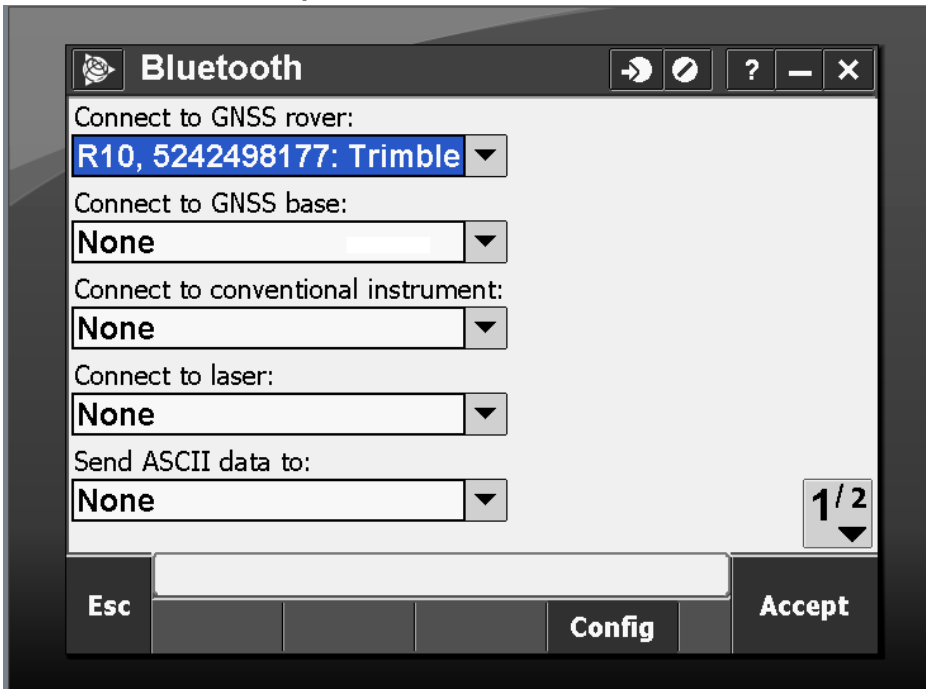 Bluetooth
? — ×
Connect to GNSS rover:
R10, 5242498177: Trimble
Connect to GNSS base:
None
Connect to conventional instrument:
None
Connect to laser:
None
Send ASCII data to:
None
1/2
Esc
Config
Accept